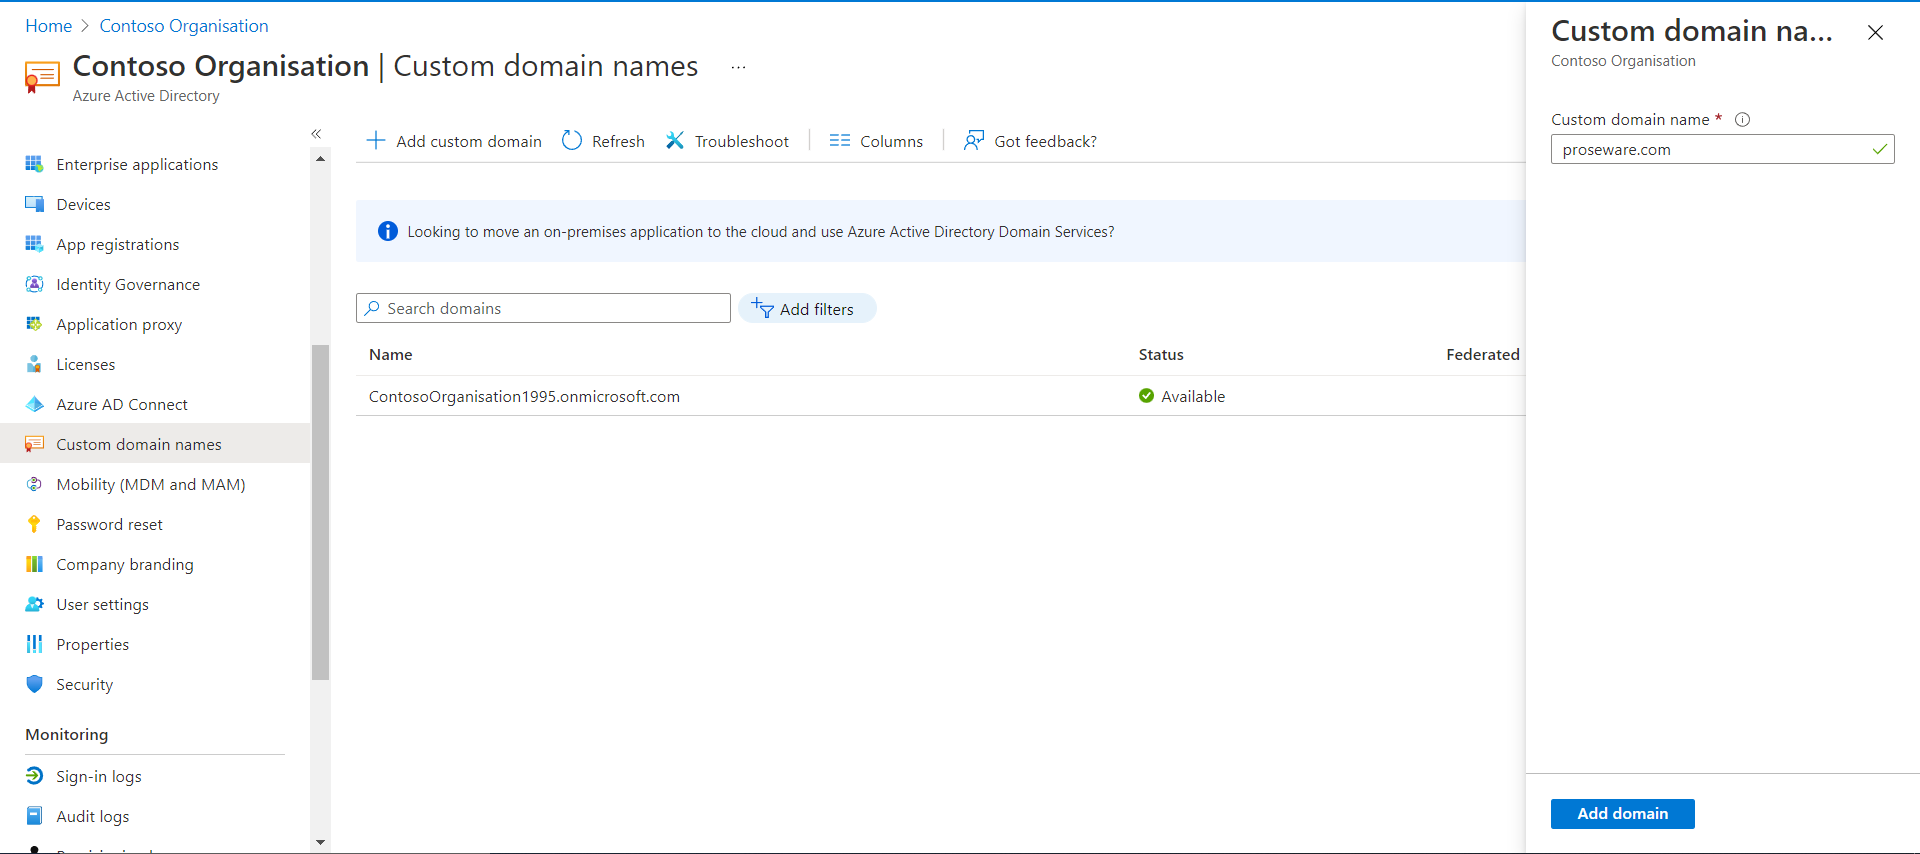 Home > Contoso Organisation
Contoso Organisation | Custom domain names ...
Azure Active Directory
«
Enterprise applications
Devices
App registrations
Identity Governance
Application proxy
Licenses
Azure AD Connect
Custom domain names
Mobility (MDM and MAM)
Password reset
Company branding
User settings
Properties
Security
Monitoring
Sign-in logs
Audit logs
Add custom domain Refresh Troubleshoot Columns Got feedback?
Looking to move an on-premises application to the cloud and use Azure Active Directory Domain Services?
Search domains Add filters
Name Status Federated
ContosoOrganisation1995.onmicrosoft.com Available
Custom domain na...
Contoso Organisation
Custom domain name *
proseware.com
Add domain